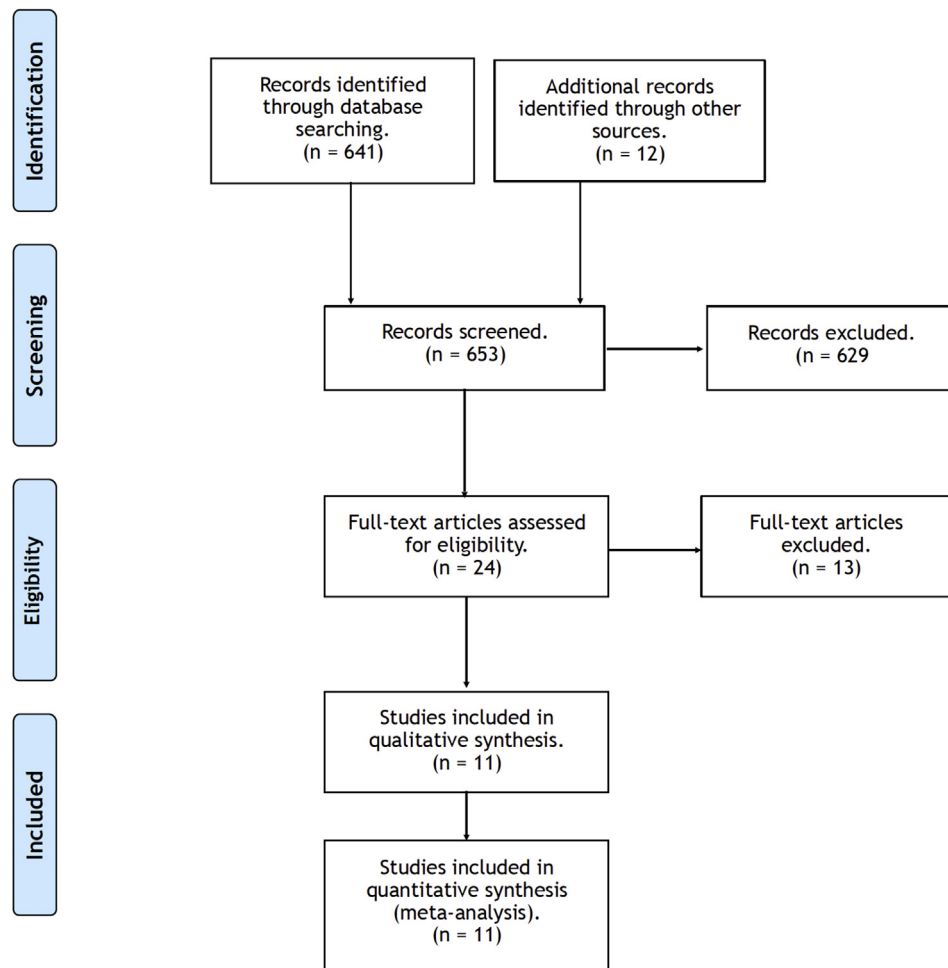 Identification
Records identified
through database
searching.
(n = 641)
Additional records
identified through other
sources.
(n = 12)
Screening
Records screened.
(n = 653)
Records excluded.
(n = 629
Eligibility
Full-text articles assessed
for eligibility.
(n = 24)
Full-text articles
excluded.
(n = 13)
Included
Studies included in
qualitative synthesis.
(n = 11)
Studies included in
quantitative synthesis
(meta-analysis).
(n = 11)